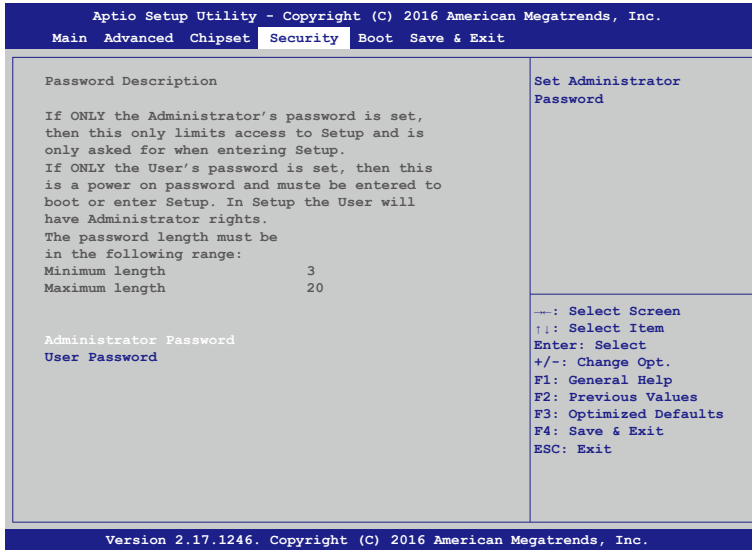 Aptio Setup Utility - Copyright (C) 2016 American Megatrends, Inc.
Main Advanced Chipset Security Boot Save & Exit
Password Description
If ONLY the Administrator's password is set,
then this only limits access to Setup and is
only asked for when entering Setup.
If ONLY the User's password is set, then this
is a power on password and muste be entered to
boot or enter Setup. In Setup the User will
have Administrator rights.
The password length must be
in the following range:
Minimum length 3
Maximum length 20
Administrator Password
User Password
Set Administrator
Password
→←: Select Screen
↑↓: Select Item
Enter: Select
+/-: Change Opt.
F1: General Help
F2: Previous Values
F3: Optimized Defaults
F4: Save & Exit
ESC: Exit
Version 2.17.1246. Copyright (C) 2016 American Megatrends, Inc.